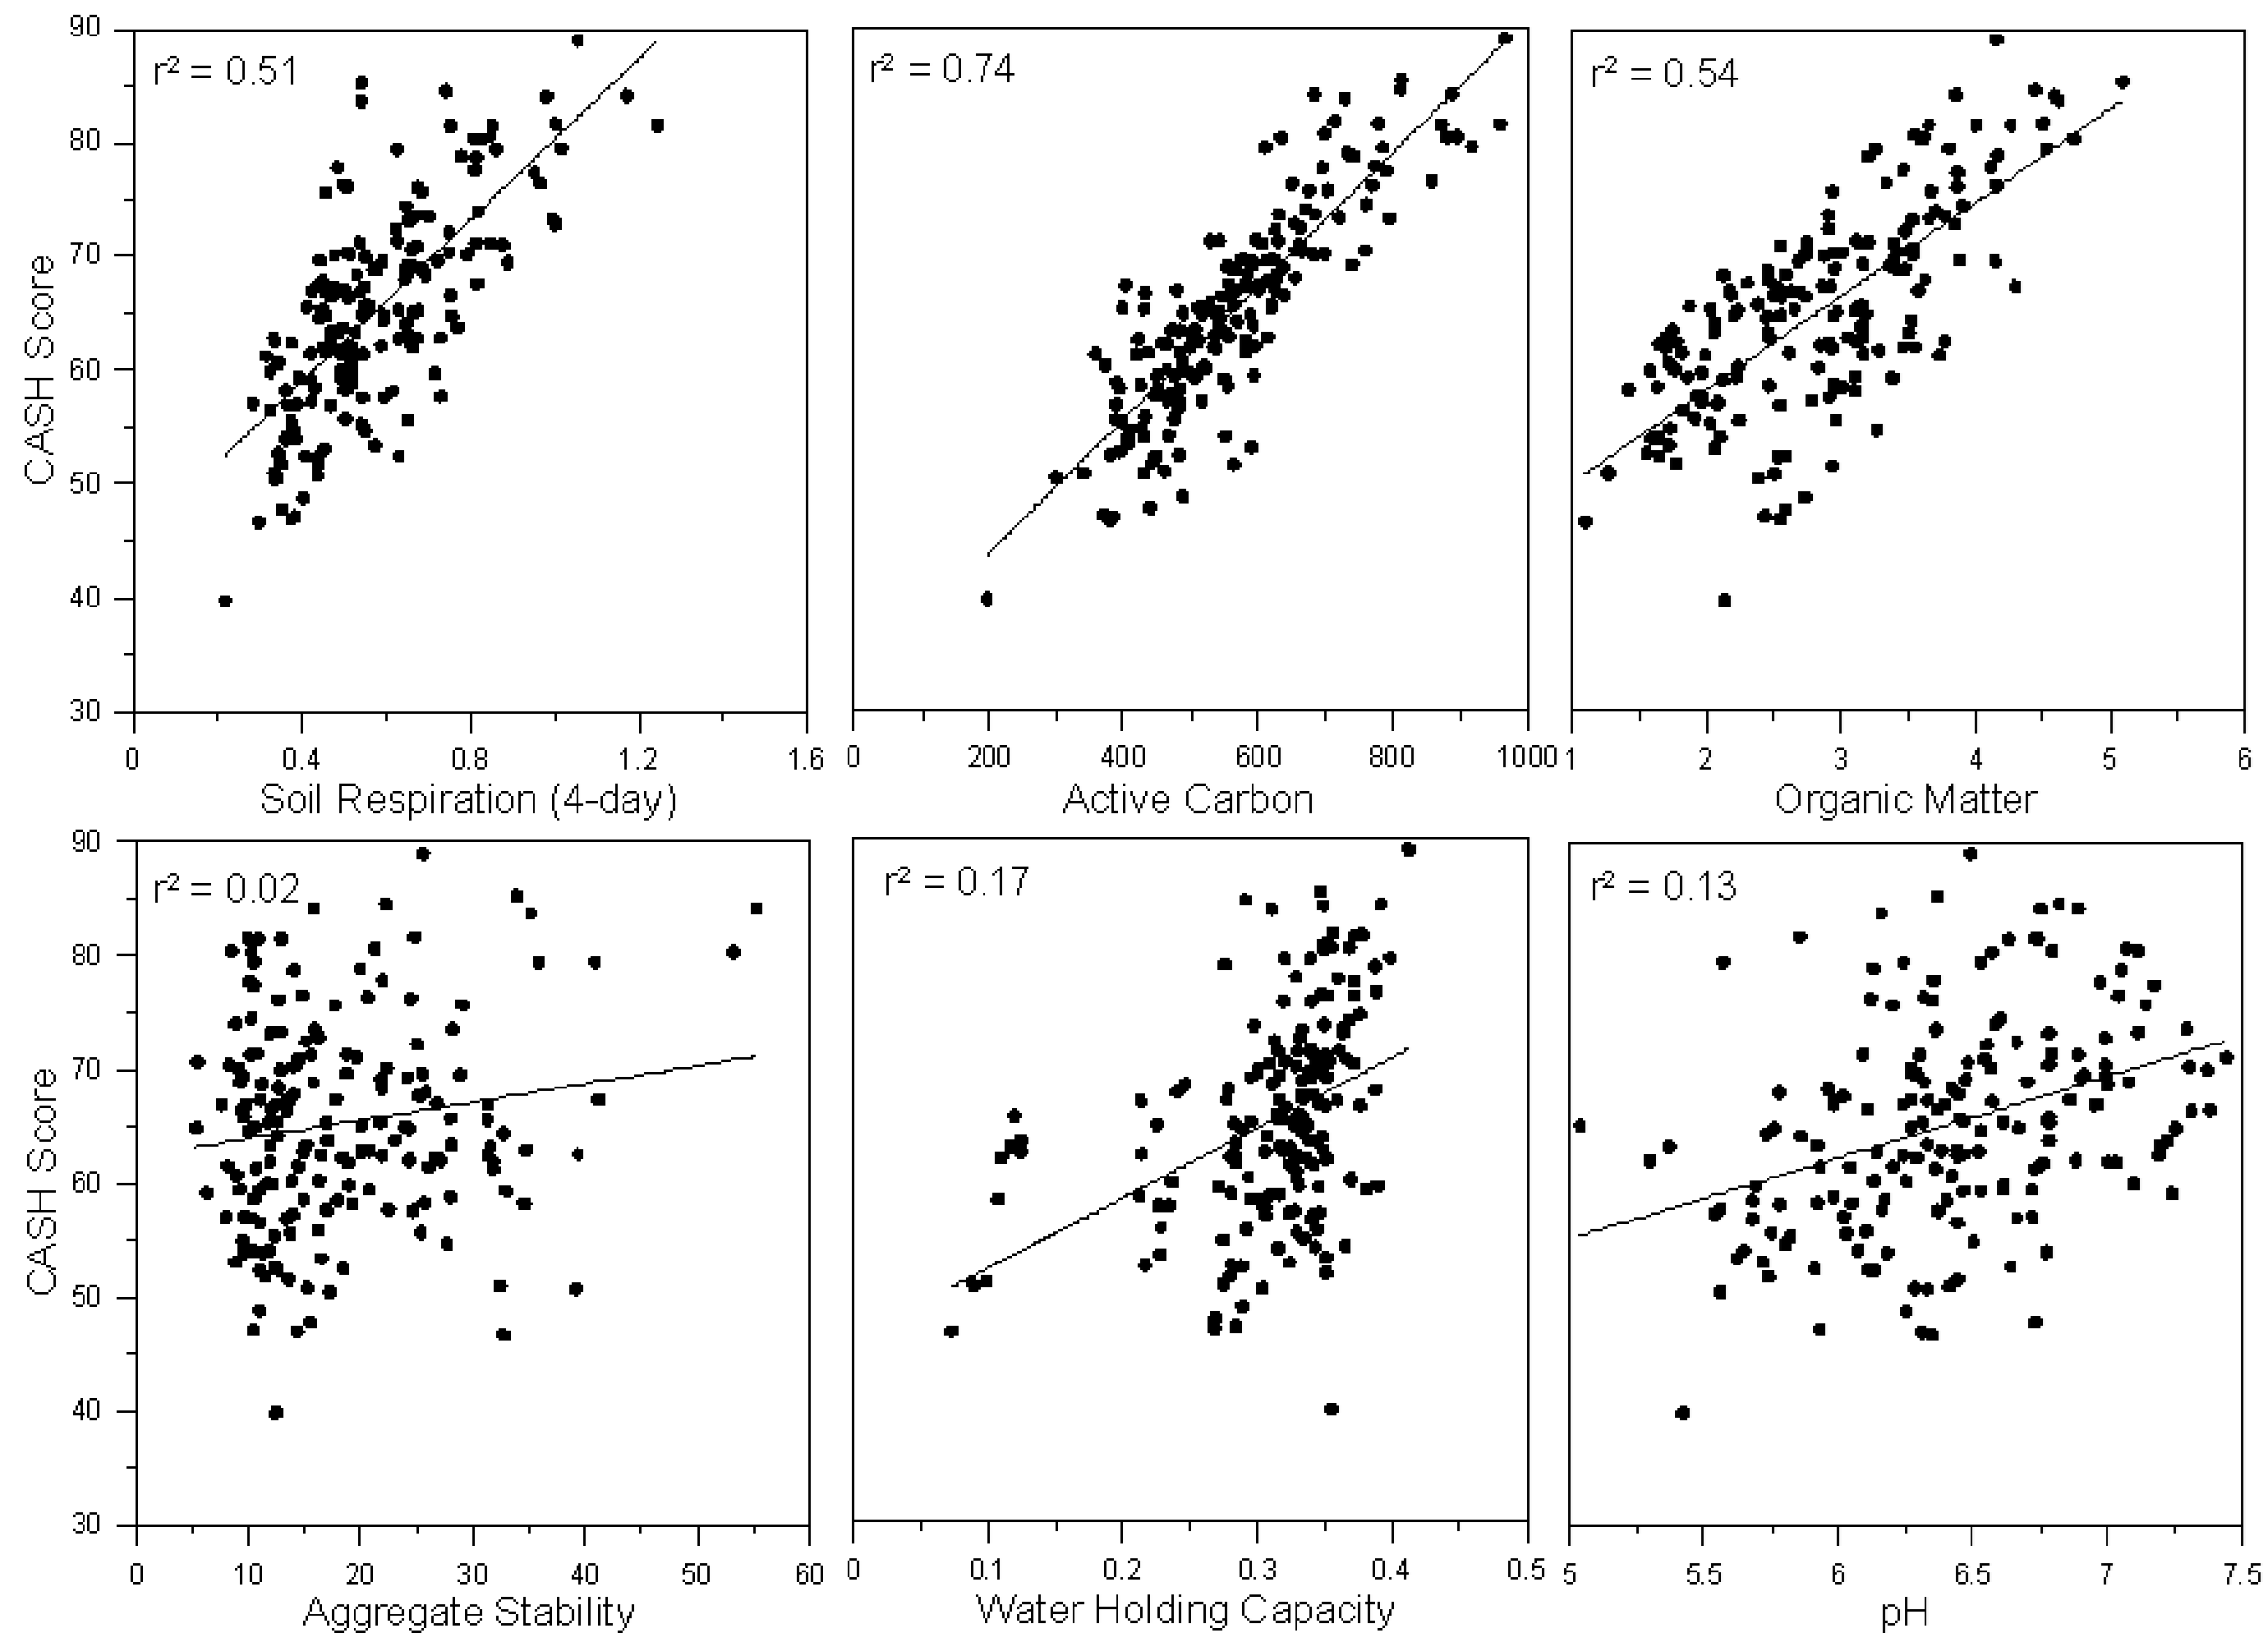 90
80
70
60
50
40
30
CASH Score
r² = 0.51
0 0.4 0.8 1.2 1.6
Soil Respiration (4-day)
r² = 0.74
0 200 400 600 800 1000
Active Carbon
r² = 0.54
1 2 3 4 5 6
Organic Matter
90
80
70
60
50
40
30
CASH Score
r² = 0.02
0 10 20 30 40 50 60
Aggregate Stability
r² = 0.17
0 0.1 0.2 0.3 0.4 0.5
Water Holding Capacity
r² = 0.13
5 5.5 6 6.5 7 7.5
pH